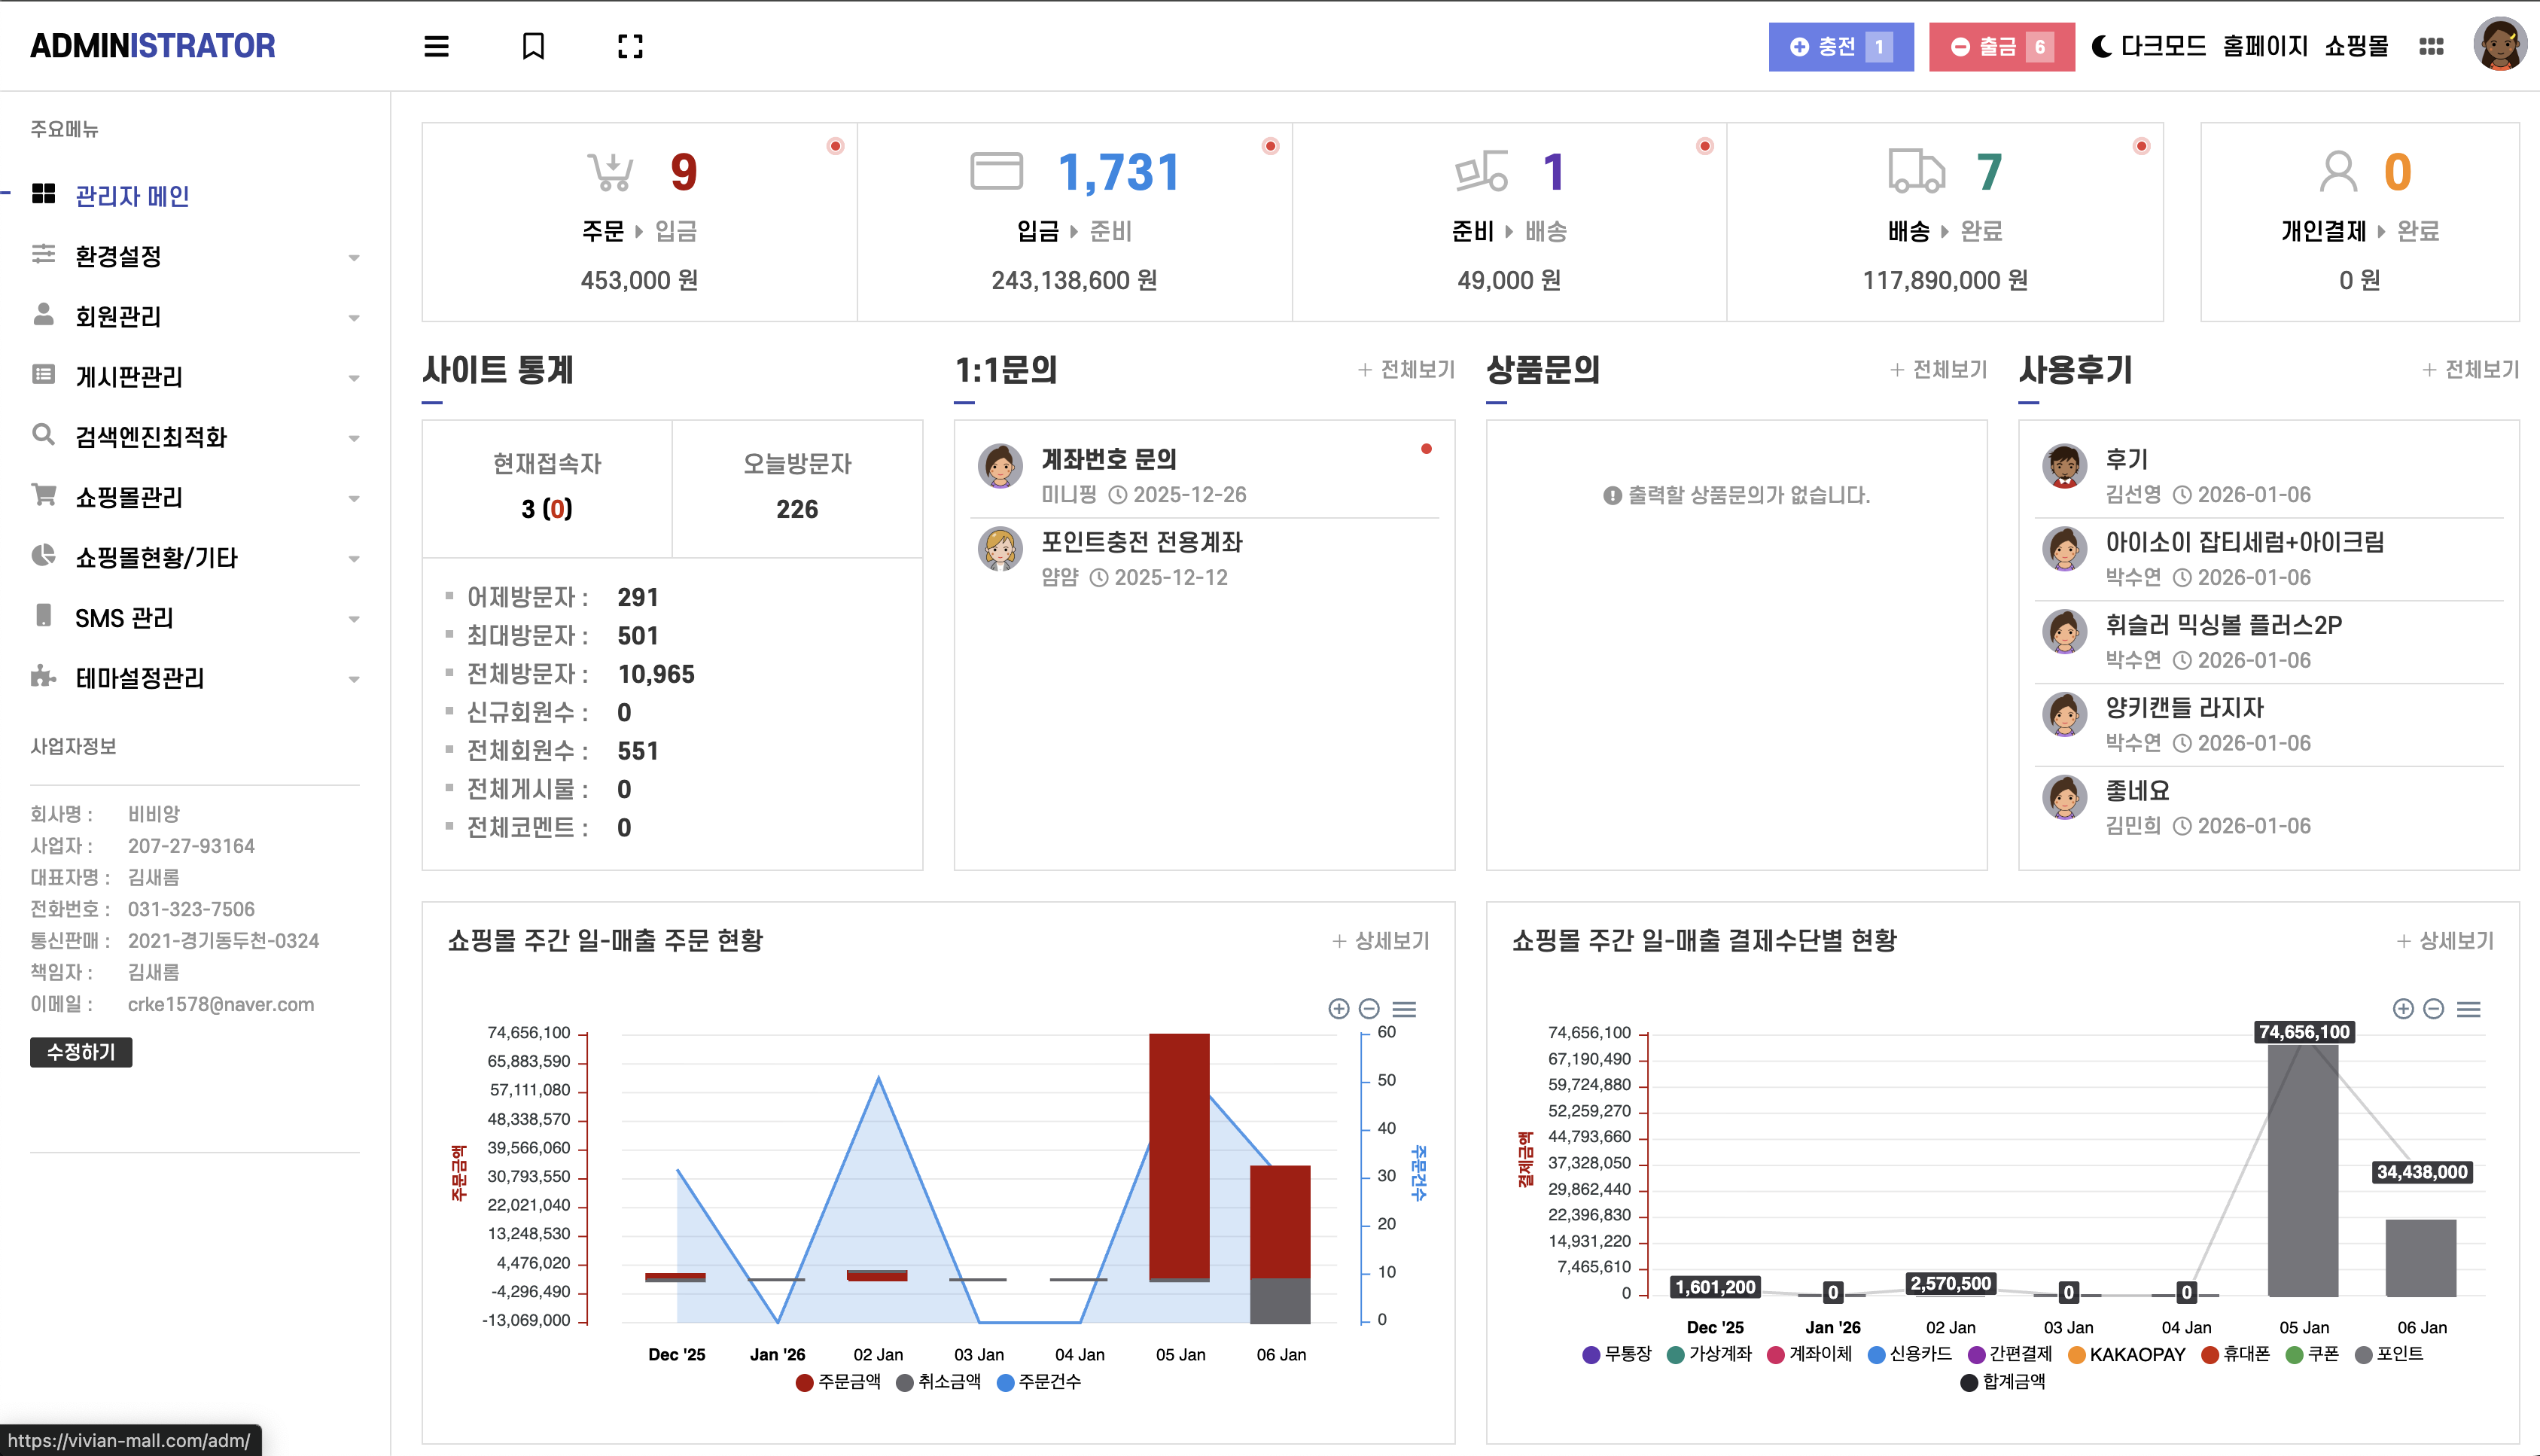 ADMINISTRATOR
충전 1
출금 6
다크모드 홈페이지 쇼핑몰
주요메뉴
관리자 메인
환경설정
회원관리
게시판관리
검색엔진최적화
쇼핑몰관리
쇼핑몰현황/기타
SMS 관리
테마설정관리
사업자정보
회사명 : 비비앙
사업자 : 207-27-93164
대표자명 : 김새롬
전화번호 : 031-323-7506
통신판매 : 2021-경기동두천-0324
책임자 : 김새롬
이메일 : crke1578@naver.com
수정하기
9
주문 입금
453,000 원
1,731
입금 준비
243,138,600 원
1
준비 배송
49,000 원
7
배송 완료
117,890,000 원
0
개인결제 완료
0 원
사이트 통계
현재접속자
3 (0)
오늘방문자
226
어제방문자 : 291
최대방문자 : 501
전체방문자 : 10,965
신규회원수 : 0
전체회원수 : 551
전체게시물 : 0
전체코멘트 : 0
1:1문의
+ 전체보기
계좌번호 문의
미니핑 2025-12-26
포인트충전 전용계좌
얌얌 2025-12-12
상품문의
+ 전체보기
출력할 상품문의가 없습니다.
사용후기
+ 전체보기
후기
김선영 2026-01-06
아이소이 잡티세럼+아이크림
박수연 2026-01-06
휘슬러 믹싱볼 플러스2P
박수연 2026-01-06
양키캔들 라지자
박수연 2026-01-06
좋네요
김민희 2026-01-06
쇼핑몰 주간 일-매출 주문 현황
+ 상세보기
주문금액
74,656,100
65,883,590
57,111,080
48,338,570
39,566,060
30,793,550
22,021,040
13,248,530
4,476,020
-4,296,490
-13,069,000
60
50
40
30
20
10
0
주문건수
Dec '25 Jan '26 02 Jan 03 Jan 04 Jan 05 Jan 06 Jan
주문금액 취소금액 주문건수
쇼핑몰 주간 일-매출 결제수단별 현황
+ 상세보기
결제금액
74,656,100
67,190,490
59,724,880
52,259,270
44,793,660
37,328,050
29,862,440
22,396,830
14,931,220
7,465,610
0
1,601,200
0
2,570,500
0
0
74,656,100
34,438,000
Dec '25 Jan '26 02 Jan 03 Jan 04 Jan 05 Jan 06 Jan
무통장 가상계좌 계좌이체 신용카드 간편결제 KAKAOPAY 휴대폰 쿠폰 포인트
합계금액
https://vivian-mall.com/adm/